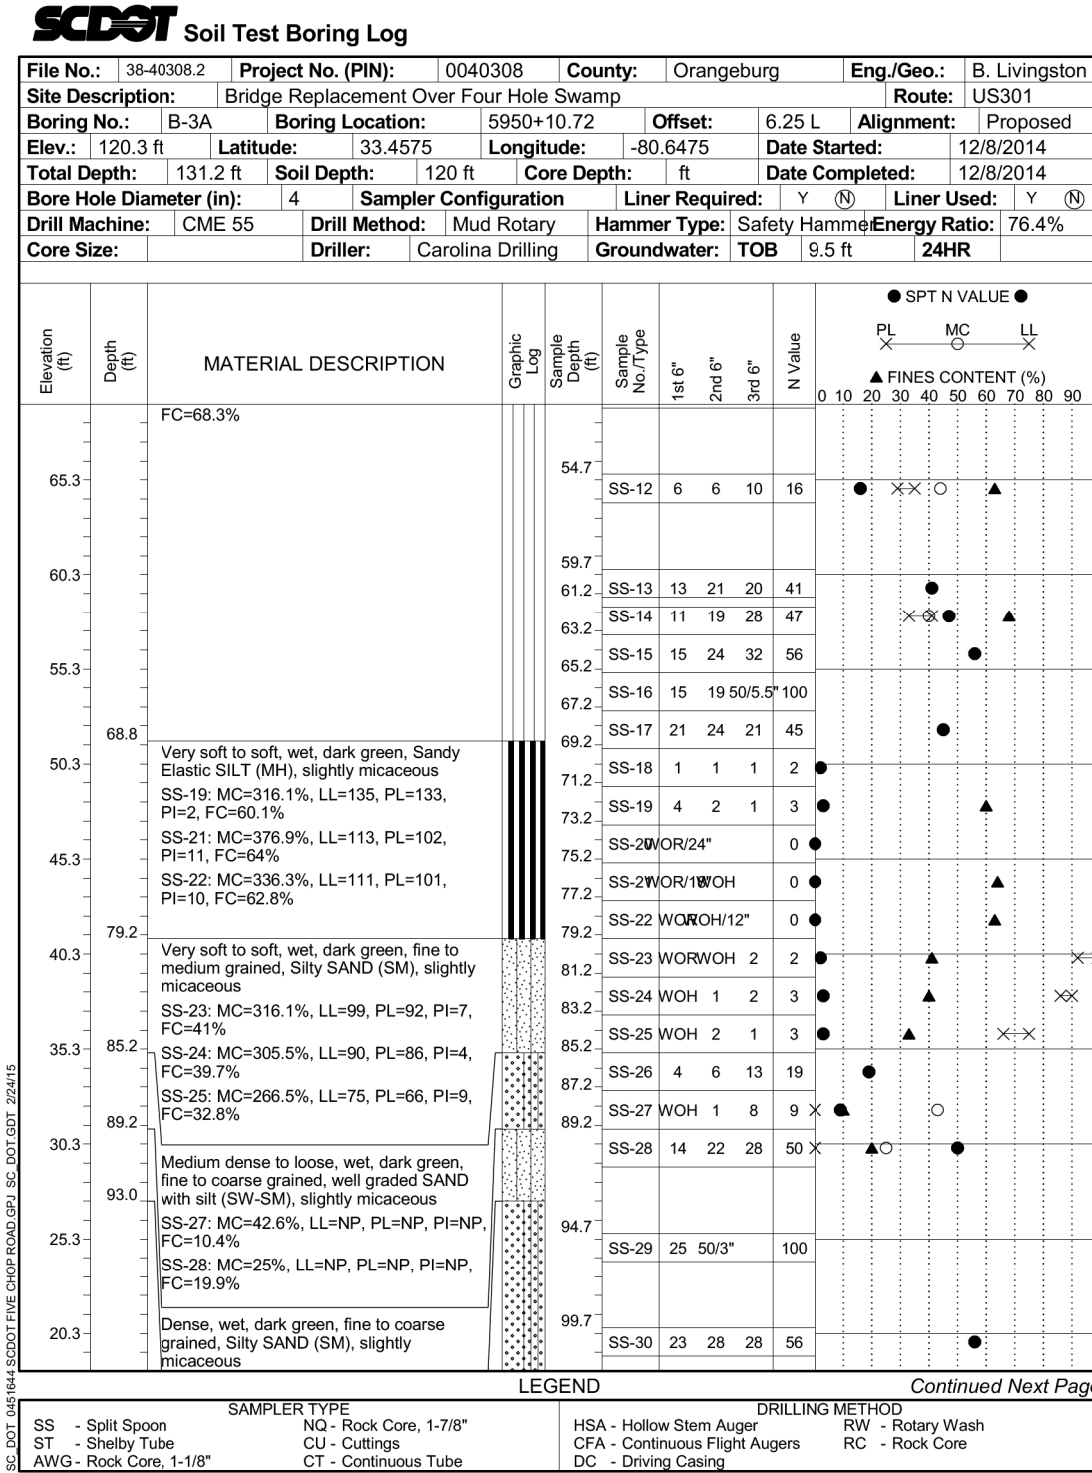 SCDOT Soil Test Boring Log
File No.: 38-40308.2 Project No. (PIN): 0040308 County: Orangeburg Eng./Geo.: B. Livingston
Site Description: Bridge Replacement Over Four Hole Swamp Route: US301
Boring No.: B-3A Boring Location: 5950+10.72 Offset: 6.25 L Alignment: Proposed
Elev.: 120.3 ft Latitude: 33.4575 Longitude: -80.6475 Date Started: 12/8/2014
Total Depth: 131.2 ft Soil Depth: 120 ft Core Depth: ft Date Completed: 12/8/2014
Bore Hole Diameter (in): 4 Sampler Configuration Liner Required: Y N Liner Used: Y N
Drill Machine: CME 55 Drill Method: Mud Rotary Hammer Type: Safety Hammer Energy Ratio: 76.4%
Core Size: Driller: Carolina Drilling Groundwater: TOB 9.5 ft 24HR
Elevation (ft)
Depth (ft)
MATERIAL DESCRIPTION
Graphic Log
Sample Depth (ft)
Sample No./Type
1st 6"
2nd 6"
3rd 6"
N Value
SPT N VALUE
PL MC LL
FINES CONTENT (%)
0 10 20 30 40 50 60 70 80 90
FC=68.3%
54.7
65.3
SS-12 6 6 10 16
59.7
60.3
61.2 SS-13 13 21 20 41
SS-14 11 19 28 47
63.2
SS-15 15 24 32 56
55.3 65.2
SS-16 15 19 50/5.5" 100
67.2
SS-17 21 24 21 45
68.8
69.2
Very soft to soft, wet, dark green, Sandy
Elastic SILT (MH), slightly micaceous
50.3
SS-18 1 1 1 2
71.2
SS-19: MC=316.1%, LL=135, PL=133,
PI=2, FC=60.1%
SS-19 4 2 1 3
73.2
SS-21: MC=376.9%, LL=113, PL=102,
PI=11, FC=64%
SS-20 WOR/24" 0
45.3 75.2
SS-22: MC=336.3%, LL=111, PL=101,
PI=10, FC=62.8%
SS-21 WOR/18" WOH 0
77.2
SS-22 WOR WOH/12" 0
79.2 79.2
Very soft to soft, wet, dark green, fine to
medium grained, Silty SAND (SM), slightly
micaceous
40.3
SS-23 WOR WOH 2 2
81.2
SS-23: MC=316.1%, LL=99, PL=92, PI=7,
FC=41%
SS-24 WOH 1 2 3
83.2
SS-25 WOH 2 1 3
35.3 85.2 85.2
SS-24: MC=305.5%, LL=90, PL=86, PI=4,
FC=39.7%
SS-26 4 6 13 19
87.2
SS-25: MC=266.5%, LL=75, PL=66, PI=9,
FC=32.8%
SS-27 WOH 1 8 9
89.2 89.2
30.3
SS-28 14 22 28 50
Medium dense to loose, wet, dark green,
fine to coarse grained, well graded SAND
with silt (SW-SM), slightly micaceous
93.0
SS-27: MC=42.6%, LL=NP, PL=NP, PI=NP,
FC=10.4%
94.7
25.3
SS-29 25 50/3" 100
SS-28: MC=25%, LL=NP, PL=NP, PI=NP,
FC=19.9%
99.7
Dense, wet, dark green, fine to coarse
grained, Silty SAND (SM), slightly
micaceous
20.3
SS-30 23 28 28 56
SC_DOT 0451644 SCDOT FIVE CHOP ROAD.GPJ SC_DOT.GDT 2/24/15
LEGEND
Continued Next Page
SAMPLER TYPE
SS - Split Spoon NQ - Rock Core, 1-7/8"
ST - Shelby Tube CU - Cuttings
AWG - Rock Core, 1-1/8" CT - Continuous Tube
DRILLING METHOD
HSA - Hollow Stem Auger RW - Rotary Wash
CFA - Continuous Flight Augers RC - Rock Core
DC - Driving Casing